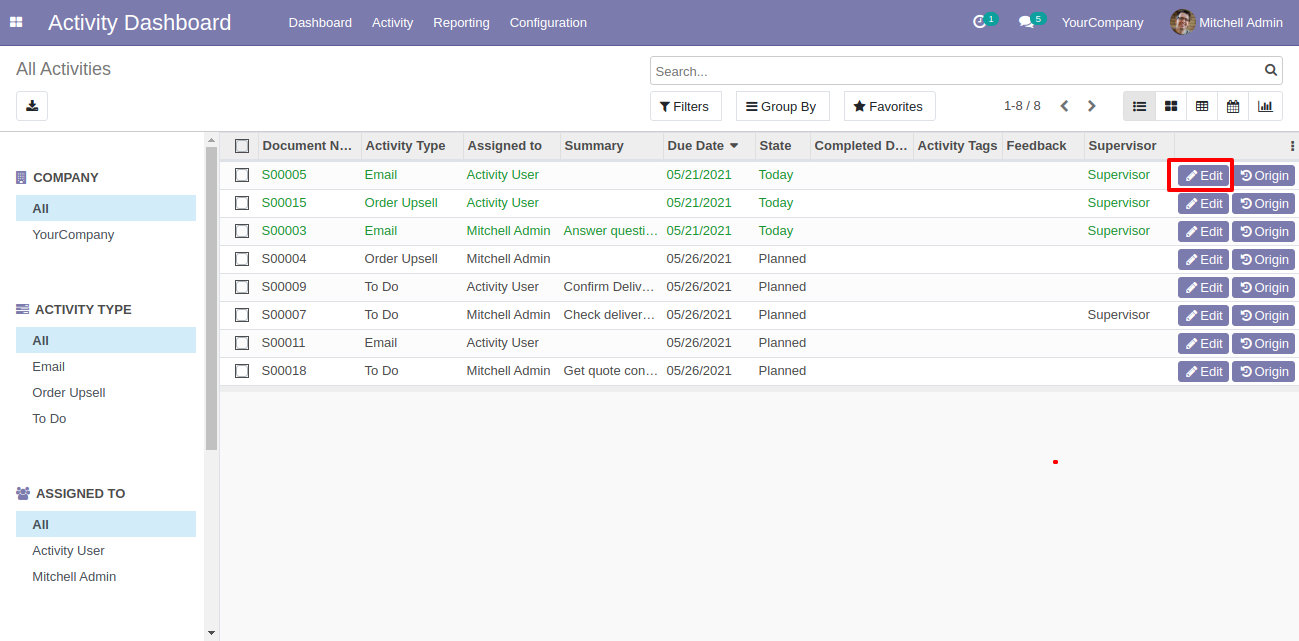 Activity Dashboard Dashboard Activity Reporting Configuration 1 5 YourCompany Mitchell Admin
All Activities
Search...
Filters Group By Favorites 1-8 / 8
COMPANY
All
YourCompany
ACTIVITY TYPE
All
Email
Order Upsell
To Do
ASSIGNED TO
All
Activity User
Mitchell Admin
Document N... Activity Type Assigned to Summary Due Date State Completed D... Activity Tags Feedback Supervisor
S00005 Email Activity User 05/21/2021 Today Supervisor Edit Origin
S00015 Order Upsell Activity User 05/21/2021 Today Supervisor Edit Origin
S00003 Email Mitchell Admin Answer questi... 05/21/2021 Today Supervisor Edit Origin
S00004 Order Upsell Mitchell Admin 05/26/2021 Planned Edit Origin
S00009 To Do Activity User Confirm Deliv... 05/26/2021 Planned Edit Origin
S00007 To Do Mitchell Admin Check deliver... 05/26/2021 Planned Supervisor Edit Origin
S00011 Email Activity User 05/26/2021 Planned Edit Origin
S00018 To Do Mitchell Admin Get quote con... 05/26/2021 Planned Edit Origin